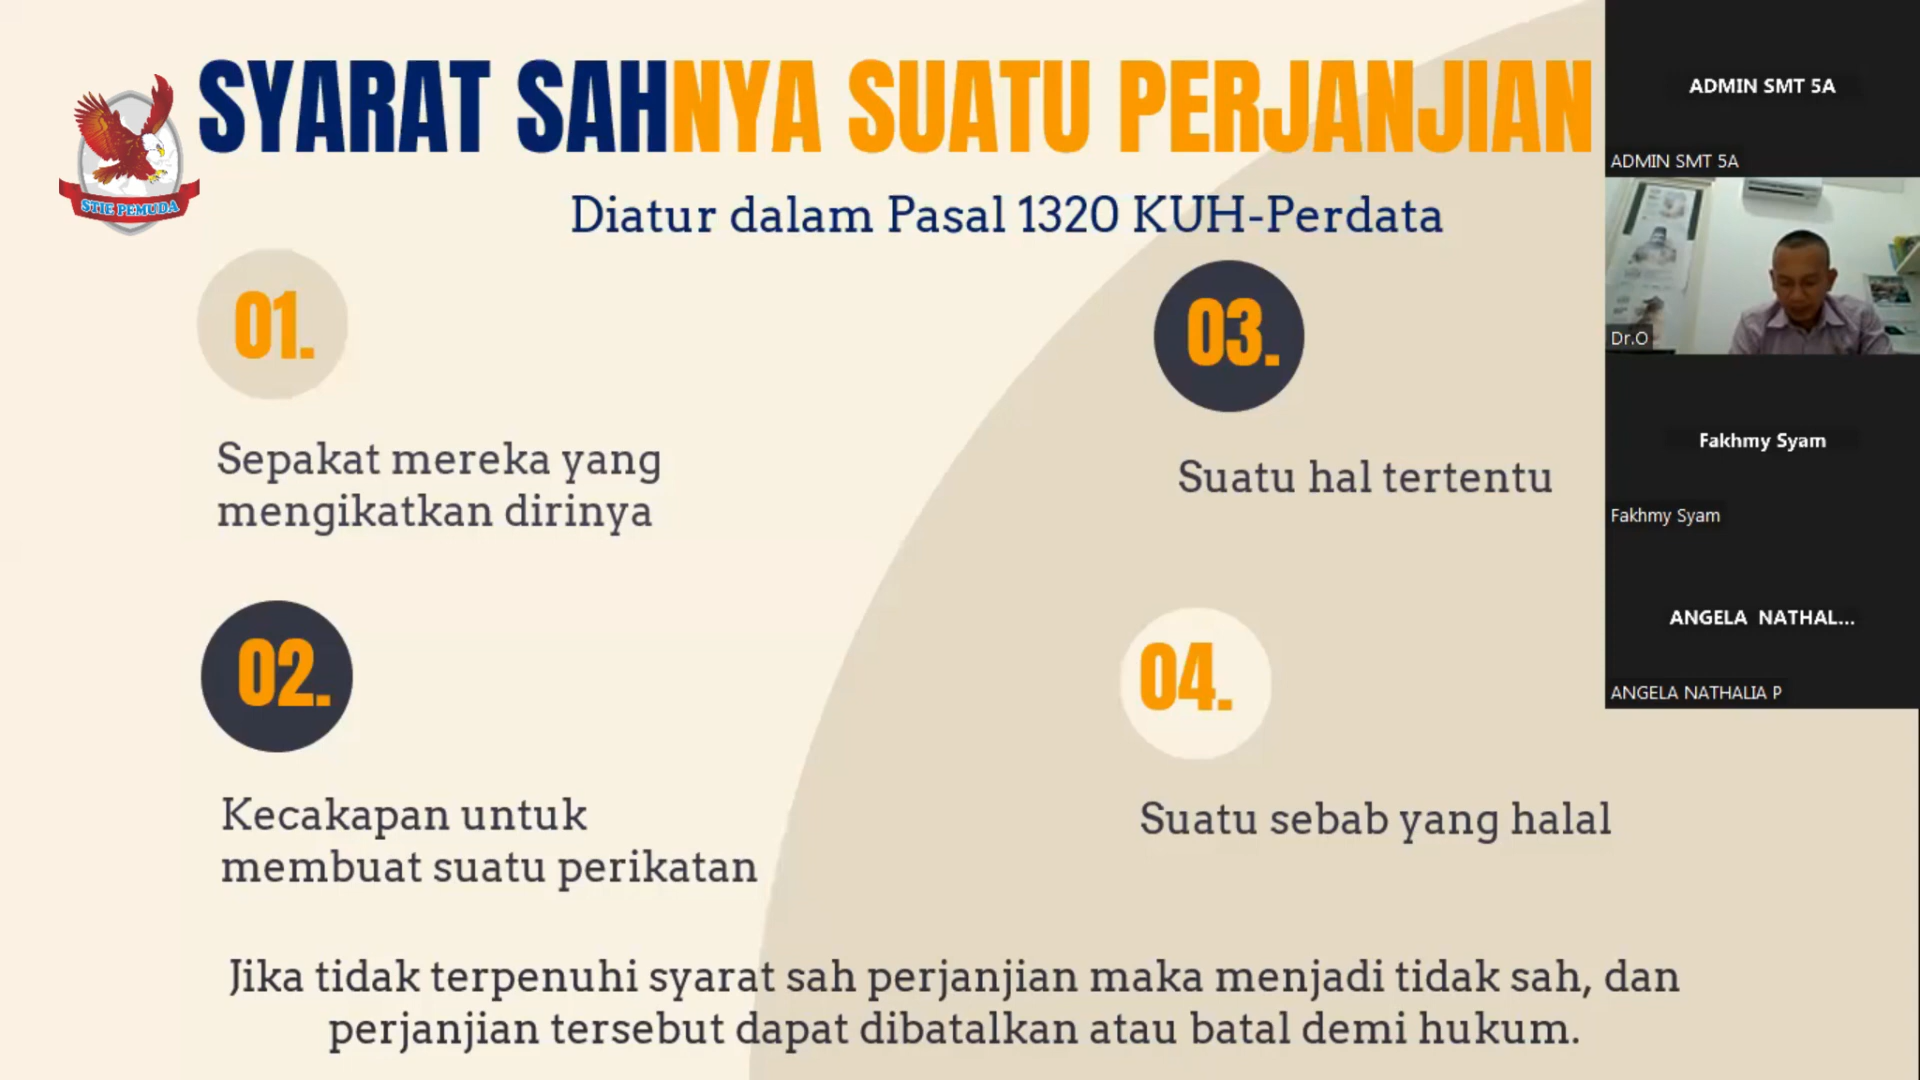 SYARAT SAHNYA SUATU PERJANJIAN
STIE PEMUDA
Diatur dalam Pasal 1320 KUH-Perdata
01.
Sepakat mereka yang
mengikatkan dirinya
02.
Kecakapan untuk
membuat suatu perikatan
03.
Suatu hal tertentu
04.
Suatu sebab yang halal
Jika tidak terpenuhi syarat sah perjanjian maka menjadi tidak sah, dan
perjanjian tersebut dapat dibatalkan atau batal demi hukum.
ADMIN SMT 5A
ADMIN SMT 5A
Dr.O
Fakhmy Syam
Fakhmy Syam
ANGELA NATHAL...
ANGELA NATHALIA P